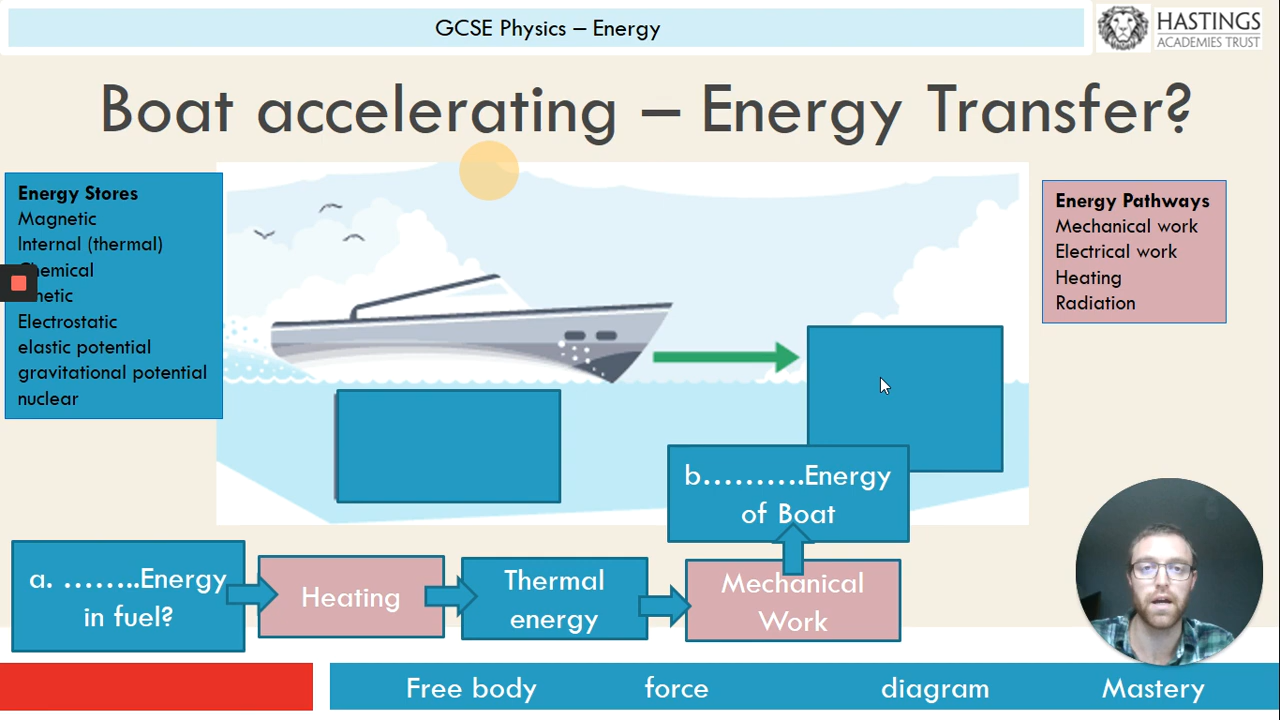 GCSE Physics – Energy
HASTINGS
ACADEMIES TRUST
Boat accelerating – Energy Transfer?
Energy Stores
Magnetic
Internal (thermal)
Electrostatic
elastic potential
gravitational potential
nuclear
Energy Pathways
Mechanical work
Electrical work
Heating
Radiation
b……….Energy
of Boat
a. ……..Energy
in fuel?
Heating
Thermal
energy
Mechanical
Work
Free body force diagram Mastery